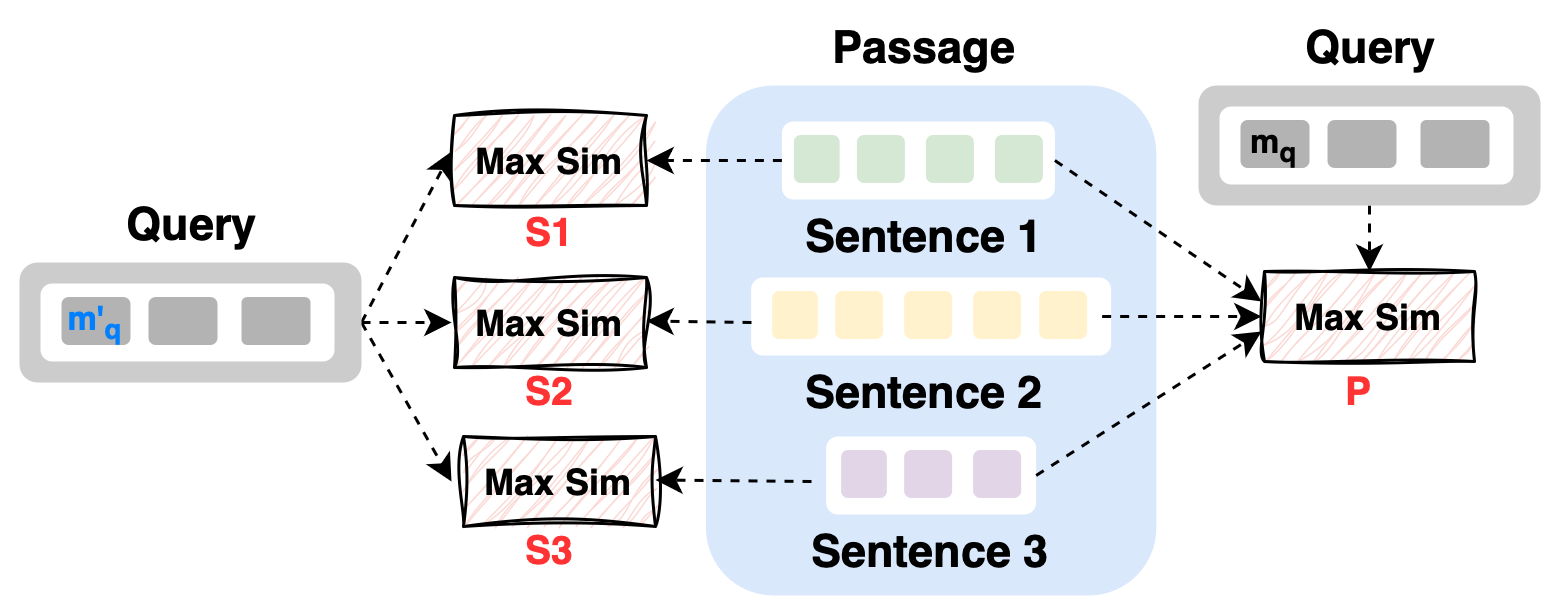 Passage
Query
Max Sim
m_q
S1
Query
Sentence 1
m'_q
Max Sim
Max Sim
S2
Sentence 2
P
Max Sim
S3
Sentence 3